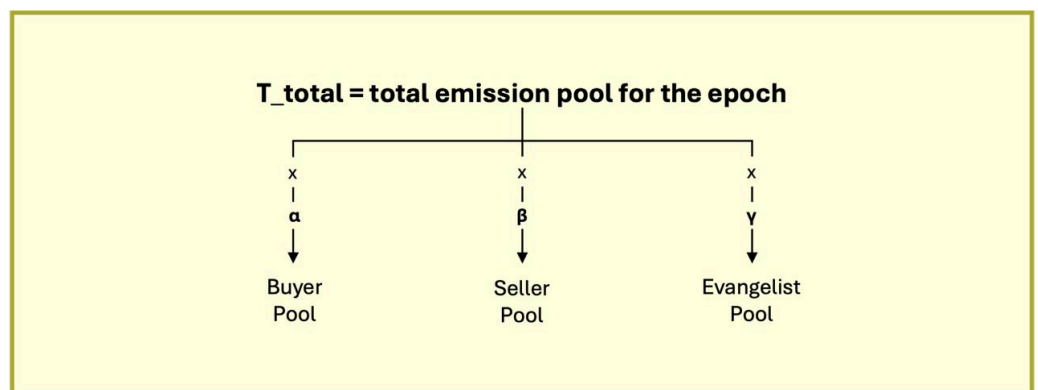 T_total = total emission pool for the epoch
x x x
α β γ
Buyer Seller Evangelist
Pool Pool Pool